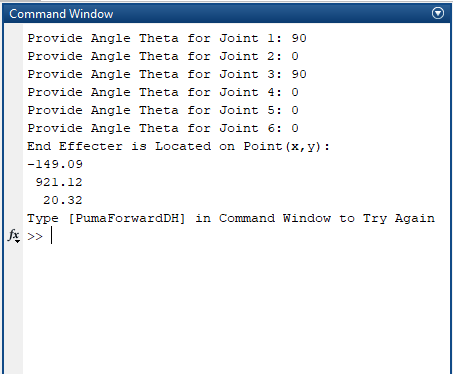 Command Window
Provide Angle Theta for Joint 1: 90
Provide Angle Theta for Joint 2: 0
Provide Angle Theta for Joint 3: 90
Provide Angle Theta for Joint 4: 0
Provide Angle Theta for Joint 5: 0
Provide Angle Theta for Joint 6: 0
End Effecter is Located on Point(x,y):
-149.09
921.12
20.32
Type [PumaForwardDH] in Command Window to Try Again
fx >>